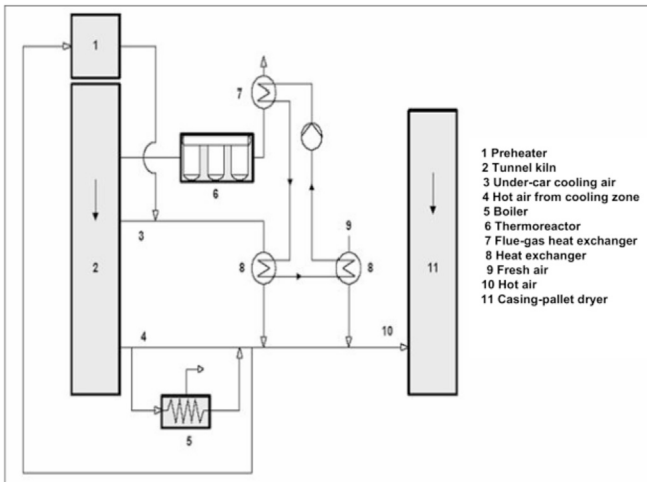 1
7
6
9
3
8
8
2
11
4
10
5
1 Preheater
2 Tunnel kiln
3 Under-car cooling air
4 Hot air from cooling zone
5 Boiler
6 Thermoreactor
7 Flue-gas heat exchanger
8 Heat exchanger
9 Fresh air
10 Hot air
11 Casing-pallet dryer